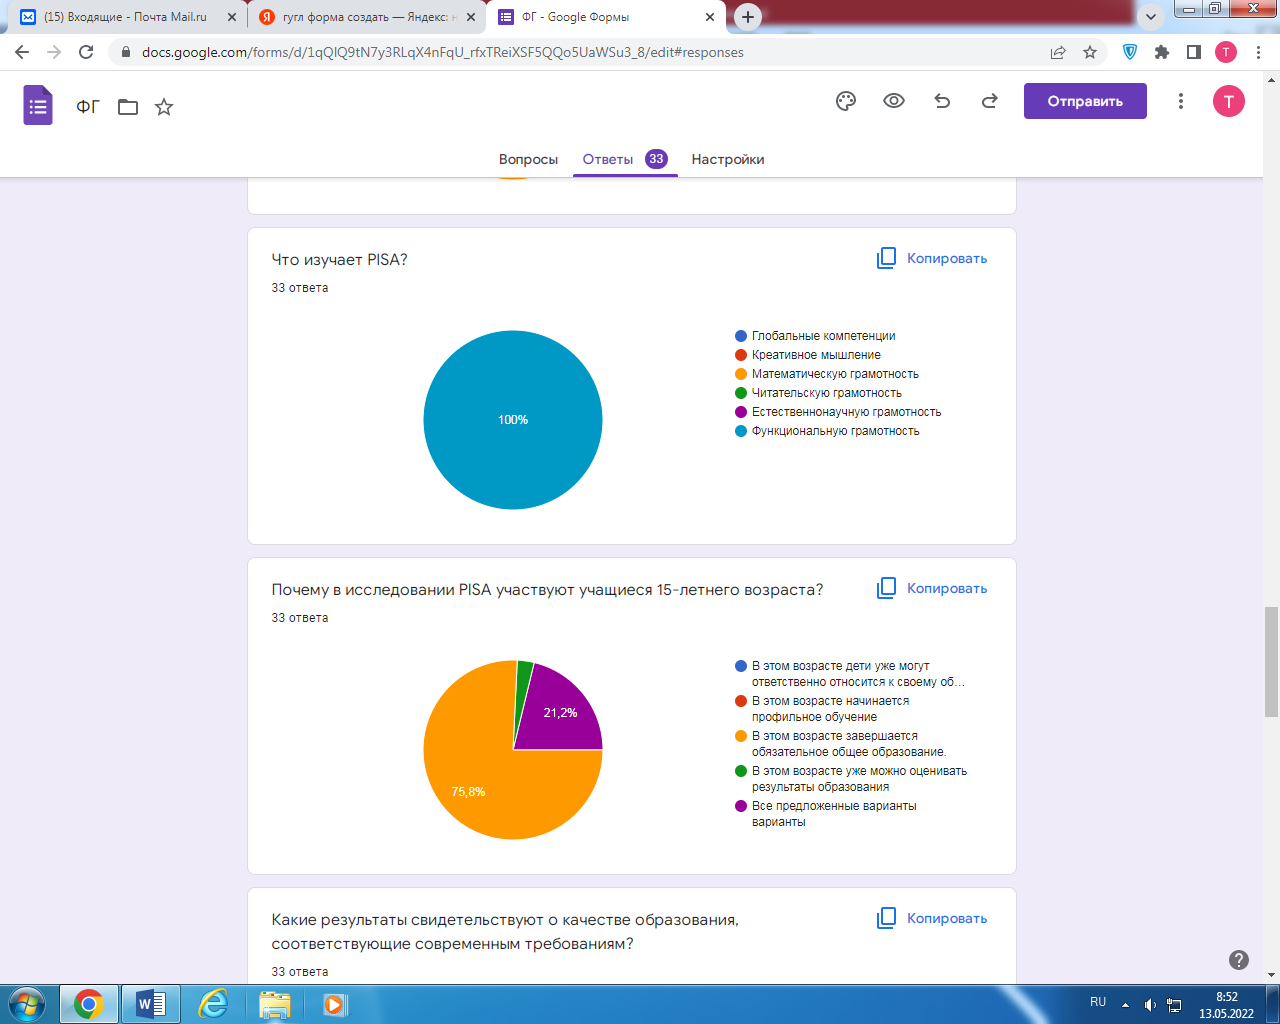 (15) Входящие - Почта Mail.ru
гугл форма создать — Яндекс: н
ФГ - Google Формы
docs.google.com/forms/d/1qQIQ9tN7y3RLqX4nFqU_rfxTReiXSF5QQo5UaWSu3_8/edit#responses
T
ФГ
Отправить
T
Вопросы
Ответы 33
Настройки
Что изучает PISA?
Копировать
33 ответа
100%
Глобальные компетенции
Креативное мышление
Математическую грамотность
Читательскую грамотность
Естественнонаучную грамотность
Функциональную грамотность
Почему в исследовании PISA участвуют учащиеся 15-летнего возраста?
Копировать
33 ответа
21,2%
75,8%
В этом возрасте дети уже могут
ответственно относится к своему об…
В этом возрасте начинается
профильное обучение
В этом возрасте завершается
обязательное общее образование.
В этом возрасте уже можно оценивать
результаты образования
Все предложенные варианты
варианты
Какие результаты свидетельствуют о качестве образования,
соответствующие современным требованиям?
Копировать
33 ответа
RU
8:52
13.05.2022